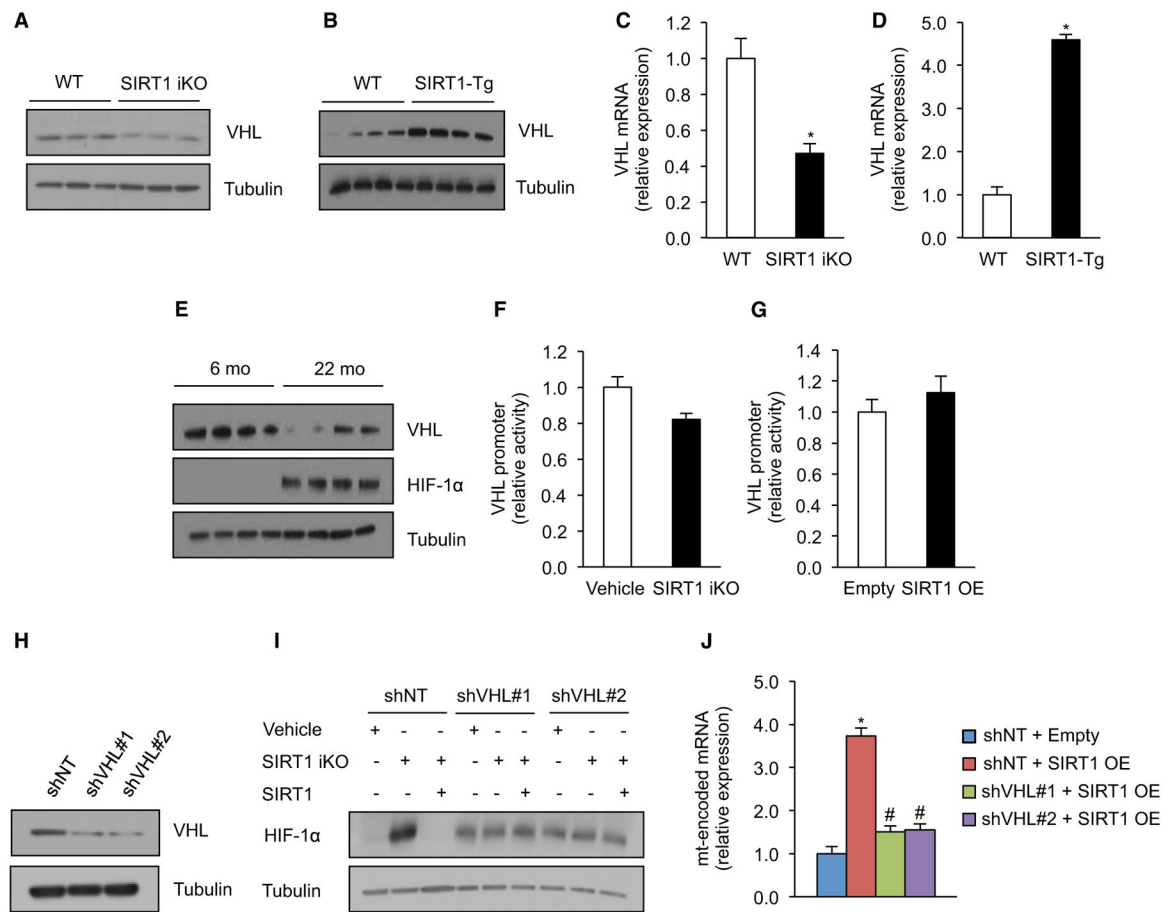 A
WT SIRT1 iKO
VHL
Tubulin
B
WT SIRT1-Tg
VHL
Tubulin
C
VHL mRNA
(relative expression)
1.2
1.0
0.8
0.6
0.4
0.2
0.0
*
WT SIRT1 iKO
D
VHL mRNA
(relative expression)
5.0
4.0
3.0
2.0
1.0
0.0
*
WT SIRT1-Tg
E
6 mo 22 mo
VHL
HIF-1α
Tubulin
F
VHL promoter
(relative activity)
1.2
1.0
0.8
0.6
0.4
0.2
0.0
Vehicle SIRT1 iKO
G
VHL promoter
(relative activity)
1.4
1.2
1.0
0.8
0.6
0.4
0.2
0.0
Empty SIRT1 OE
H
shNT shVHL#1 shVHL#2
VHL
Tubulin
I
shNT shVHL#1 shVHL#2
Vehicle + - - + - - + - -
SIRT1 iKO - + + - + + - + +
SIRT1 - - + - - + - - +
HIF-1α
Tubulin
J
mt-encoded mRNA
(relative expression)
5.0
4.0
3.0
2.0
1.0
0.0
*
# #
shNT + Empty
shNT + SIRT1 OE
shVHL#1 + SIRT1 OE
shVHL#2 + SIRT1 OE